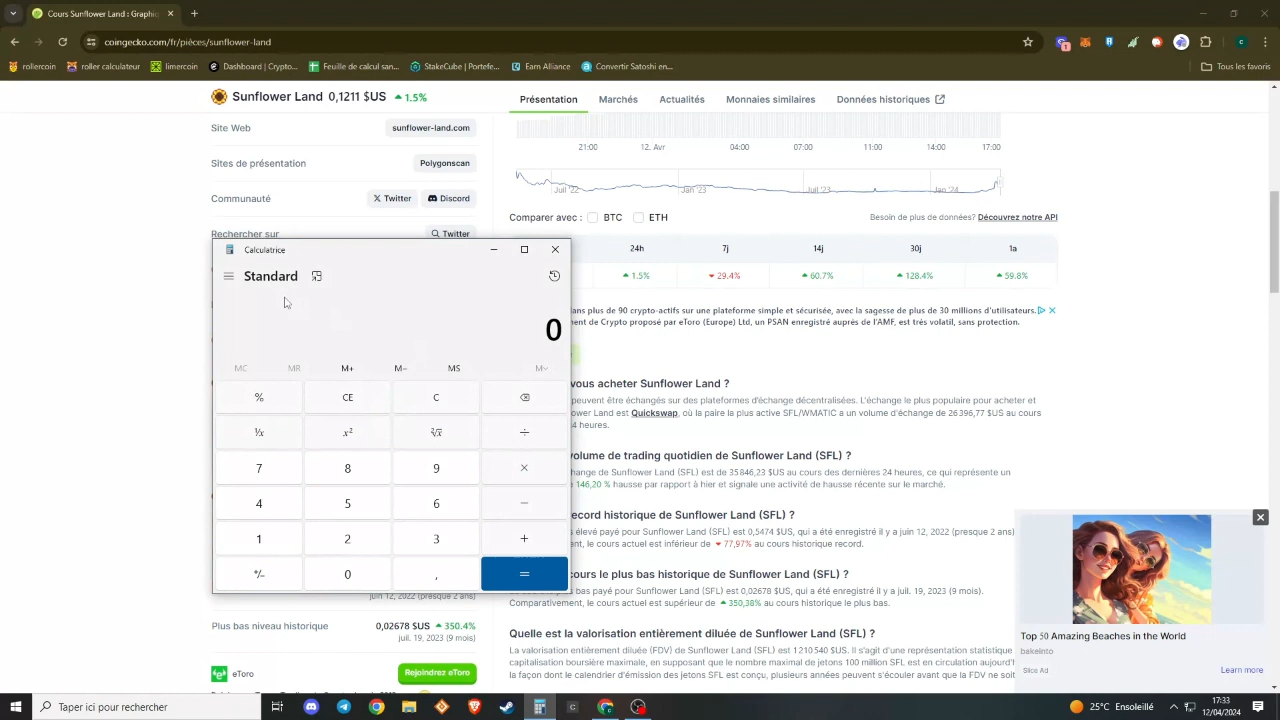 Cours Sunflower Land : Graphic
coingecko.com/fr/pièces/sunflower-land
rollercoin
roller calculateur
limercoin
Dashboard | Crypto...
Feuille de calcul san...
StakeCube | Portefe...
Earn Alliance
Convertir Satoshi en...
Tous les favoris
Sunflower Land 0,1211 $US 1.5%
Présentation
Marchés
Actualités
Monnaies similaires
Données historiques
Site Web
sunflower-land.com
Sites de présentation
Polygonscan
Communauté
Twitter
Discord
Rechercher sur
Twitter
21:00 12. Avr 04:00 07:00 11:00 14:00 17:00
Juil '22 Jan '23 Juil '23 Jan '24
Comparer avec : BTC ETH
Besoin de plus de données? Découvrez notre API
24h 7j 14j 30j 1a
1.5% 29.4% 60.7% 128.4% 59.8%
Calculatrice
Standard
0
MC MR M+ M− MS M
% CE C
¹/x x² ²√x ÷
7 8 9 ×
4 5 6 −
1 2 3 +
+/− 0 , =
ans plus de 90 crypto-actifs sur une plateforme simple et sécurisée, avec la sagesse de plus de 30 millions d'utilisateurs.
ment de Crypto proposé par eToro (Europe) Ltd, un PSAN enregistré auprès de l'AMF, est très volatil, sans protection.
vous acheter Sunflower Land ?
peuvent être échangés sur des plateformes d'échange décentralisées. L'échange le plus populaire pour acheter et
ower Land est Quickswap, où la paire la plus active SFL/WMATIC a un volume d'échange de 26 396,77 $US au cours
4 heures.
volume de trading quotidien de Sunflower Land (SFL) ?
change de Sunflower Land (SFL) est de 35 846,23 $US au cours des dernières 24 heures, ce qui représente un
146,20 % hausse par rapport à hier et signale une activité de hausse récente sur le marché.
ecord historique de Sunflower Land (SFL) ?
s élevé payé pour Sunflower Land (SFL) est 0,5474 $US, qui a été enregistré il y a juin 12, 2022 (presque 2 ans)
ent, le cours actuel est inférieur de 77,97% au cours historique record.
cours le plus bas historique de Sunflower Land (SFL) ?
s bas payé pour Sunflower Land (SFL) est 0,02678 $US, qui a été enregistré il y a juil. 19, 2023 (9 mois).
Comparativement, le cours actuel est supérieur de 350,38% au cours historique le plus bas.
Quelle est la valorisation entièrement diluée de Sunflower Land (SFL) ?
La valorisation entièrement diluée (FDV) de Sunflower Land (SFL) est 1 210 540 $US. Il s'agit d'une représentation statistique
capitalisation boursière maximale, en supposant que le nombre maximal de jetons 100 million SFL est en circulation aujourd'h
la façon dont le calendrier d'émission des jetons SFL est conçu, plusieurs années peuvent s'écouler avant que la FDV ne soit
juin 12, 2022 (presque 2 ans)
Plus bas niveau historique
0,02678 $US 350.4%
juil. 19, 2023 (9 mois)
eToro
Rejoindrez eToro
Top 50 Amazing Beaches in the World
bakeinto
Slice Ad
Learn more
Taper ici pour rechercher
25°C Ensoleillé
17:33
12/04/2024